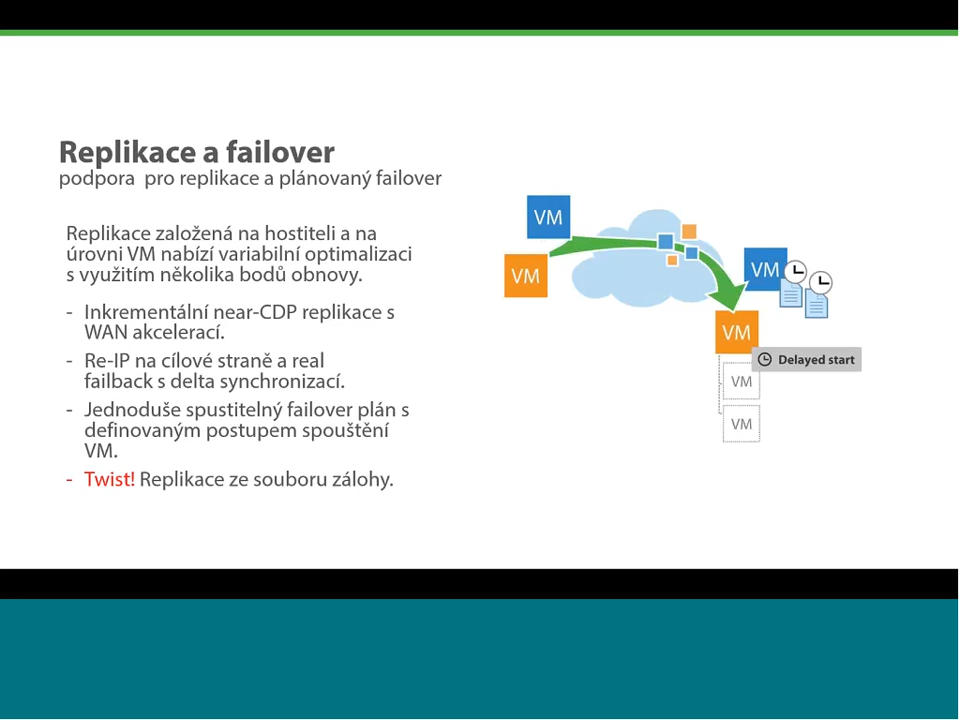 Replikace a failover
podpora pro replikace a plánovaný failover
Replikace založená na hostiteli a na
úrovni VM nabízí variabilní optimalizaci
s využitím několika bodů obnovy.
- Inkrementální near-CDP replikace s
WAN akcelerací.
- Re-IP na cílové straně a real
failback s delta synchronizací.
- Jednoduše spustitelný failover plán s
definovaným postupem spouštění
VM.
- Twist! Replikace ze souboru zálohy.
VM
VM
VM
VM
Delayed start
VM
VM